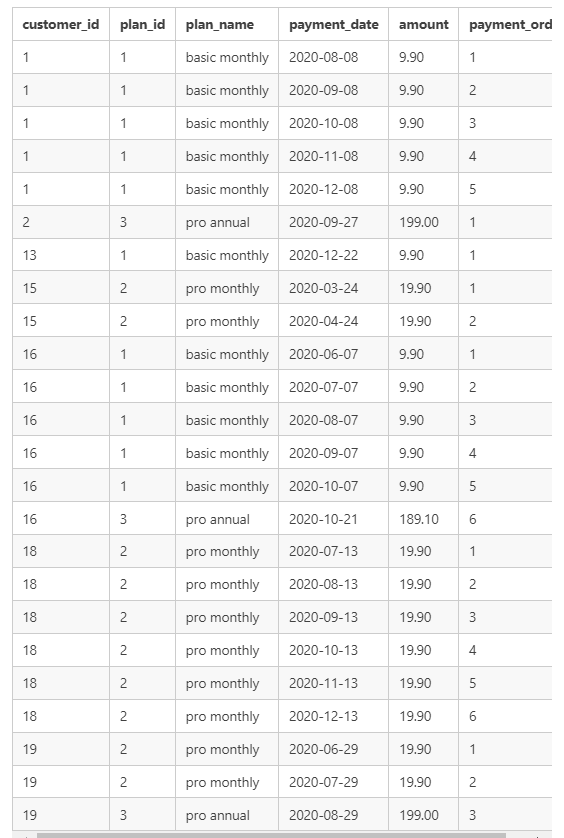 customer_id plan_id plan_name payment_date amount payment_ord
1 1 basic monthly 2020-08-08 9.90 1
1 1 basic monthly 2020-09-08 9.90 2
1 1 basic monthly 2020-10-08 9.90 3
1 1 basic monthly 2020-11-08 9.90 4
1 1 basic monthly 2020-12-08 9.90 5
2 3 pro annual 2020-09-27 199.00 1
13 1 basic monthly 2020-12-22 9.90 1
15 2 pro monthly 2020-03-24 19.90 1
15 2 pro monthly 2020-04-24 19.90 2
16 1 basic monthly 2020-06-07 9.90 1
16 1 basic monthly 2020-07-07 9.90 2
16 1 basic monthly 2020-08-07 9.90 3
16 1 basic monthly 2020-09-07 9.90 4
16 1 basic monthly 2020-10-07 9.90 5
16 3 pro annual 2020-10-21 189.10 6
18 2 pro monthly 2020-07-13 19.90 1
18 2 pro monthly 2020-08-13 19.90 2
18 2 pro monthly 2020-09-13 19.90 3
18 2 pro monthly 2020-10-13 19.90 4
18 2 pro monthly 2020-11-13 19.90 5
18 2 pro monthly 2020-12-13 19.90 6
19 2 pro monthly 2020-06-29 19.90 1
19 2 pro monthly 2020-07-29 19.90 2
19 3 pro annual 2020-08-29 199.00 3